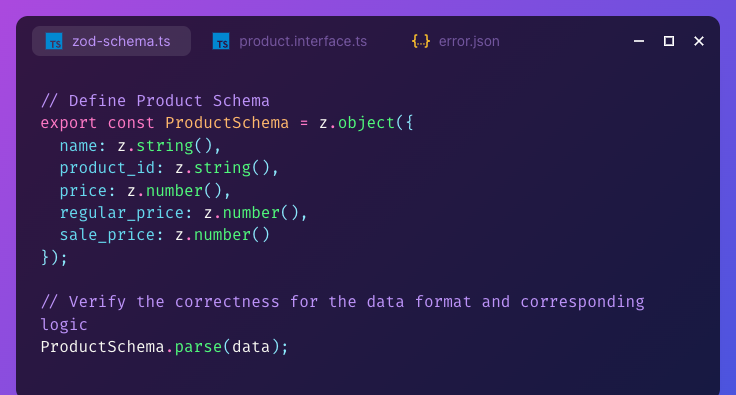 TS zod-schema.ts TS product.interface.ts {..} error.json
// Define Product Schema
export const ProductSchema = z.object({
  name: z.string(),
  product_id: z.string(),
  price: z.number(),
  regular_price: z.number(),
  sale_price: z.number()
});
// Verify the correctness for the data format and corresponding
logic
ProductSchema.parse(data);